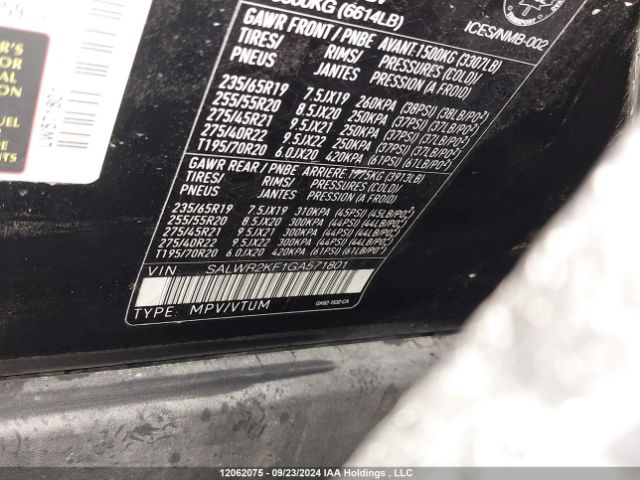 (6614LB)
ICES/NMB-002
GAWR FRONT / PNBE AVANT.1500KG (3307LB)
TIRES/ RIMS/ PRESSURES (COLD)/
PNEUS JANTES PRESSION (A FROID)
235/65R19 7.5JX19 260KPA (38PSI) (38LB/PO²)
255/55R20 8.5JX20 250KPA (37PSI) (37LB/PO²)
275/45R21 9.5JX21 250KPA (37PSI) (37LB/PO²)
275/40R22 9.5JX22 250KPA (37PSI) (37LB/PO²)
T195/70R20 6.0JX20 420KPA (61PSI) (61LB/PO²)
GAWR REAR / PNBE ARRIERE.1775KG (3913LB)
TIRES/ RIMS/ PRESSURES (COLD)/
PNEUS JANTES PRESSION (A FROID)
235/65R19 7.5JX19 310KPA (45PSI) (45LB/PO²)
255/55R20 8.5JX20 300KPA (44PSI) (44LB/PO²)
275/45R21 9.5JX21 300KPA (44PSI) (44LB/PO²)
275/40R22 9.5JX22 300KPA (44PSI) (44LB/PO²)
T195/70R20 6.0JX20 420KPA (61PSI) (61LB/PO²)
VIN SALWR2KF1GA571801
TYPE: MPV/VTUM
GX62-1532-CA
12062075 - 09/23/2024 IAA Holdings , LLC